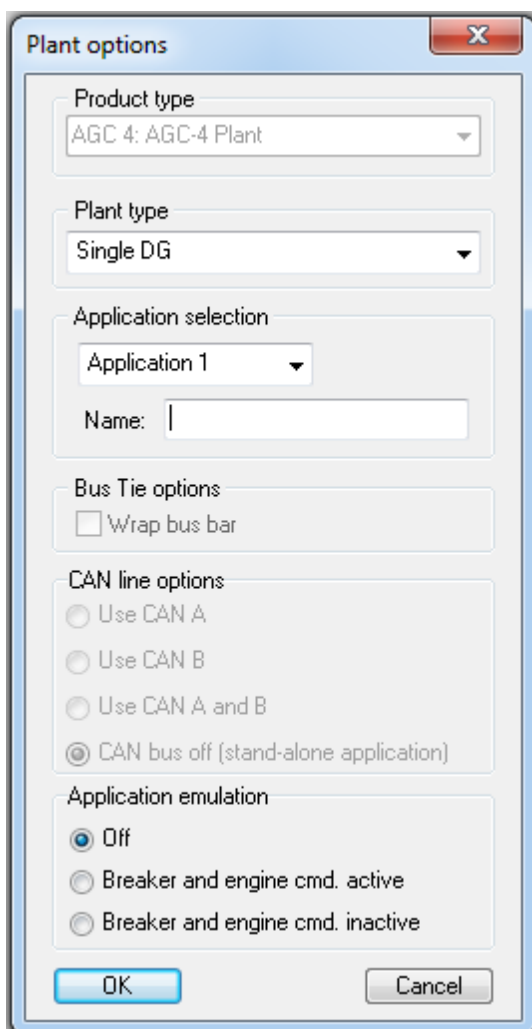 Plant options
Product type
AGC 4: AGC-4 Plant
Plant type
Single DG
Application selection
Application 1
Name:
Bus Tie options
Wrap bus bar
CAN line options
Use CAN A
Use CAN B
Use CAN A and B
CAN bus off (stand-alone application)
Application emulation
Off
Breaker and engine cmd. active
Breaker and engine cmd. inactive
OK Cancel